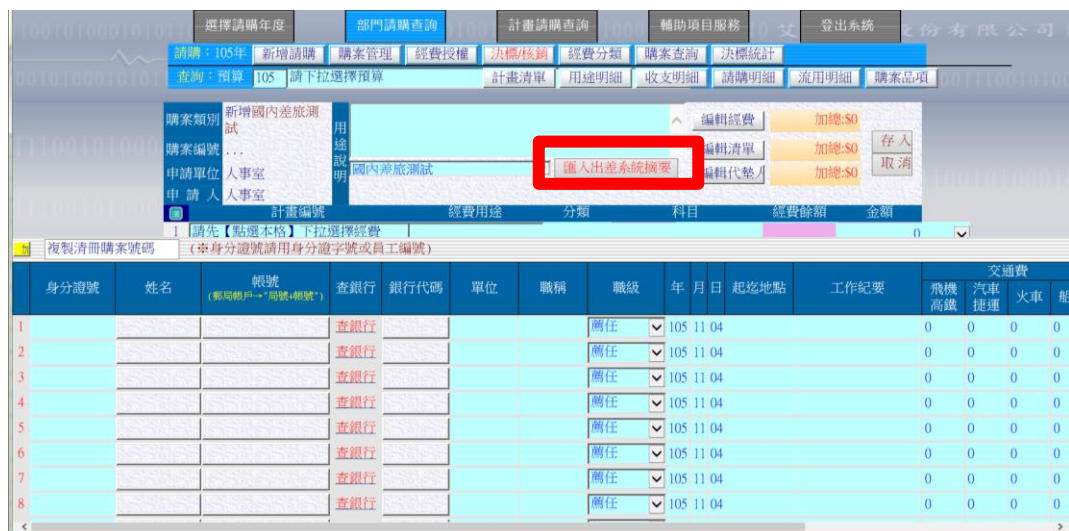 選擇請購年度 部門請購查詢 計畫請購查詢 輔助項目服務 登出系統
請購：105年 新增請購 購案管理 經費授權 決標/核銷 經費分類 購案查詢 決標統計
查詢：預算 105 請下拉選擇預算 計畫清單 用途明細 收支明細 請購明細 流用明細 購案品項
購案類別 新增國內差旅測試
購案編號 ...
申請單位 人事室
申 請 人 人事室
用途說明
國內差旅測試 匯入出差系統摘要
編輯經費 加總:$0
編輯清單 加總:$0
編輯代墊人 加總:$0
存入
取消
計畫編號 經費用途 分類 科目 經費餘額 金額
1 請先【點選本格】下拉選擇經費 0
複製清冊購案號碼 (※身分證號請用身分證字號或員工編號)
身分證號 姓名 帳號 (郵局帳戶→"局號+帳號") 查銀行 銀行代碼 單位 職稱 職級 年 月 日 起迄地點 工作紀要 交通費
飛機高鐵 汽車捷運 火車 船
1 查銀行 薦任 105 11 04 0 0 0 0
2 查銀行 薦任 105 11 04 0 0 0 0
3 查銀行 薦任 105 11 04 0 0 0 0
4 查銀行 薦任 105 11 04 0 0 0 0
5 查銀行 薦任 105 11 04 0 0 0 0
6 查銀行 薦任 105 11 04 0 0 0 0
7 查銀行 薦任 105 11 04 0 0 0 0
8 查銀行 薦任 105 11 04 0 0 0 0